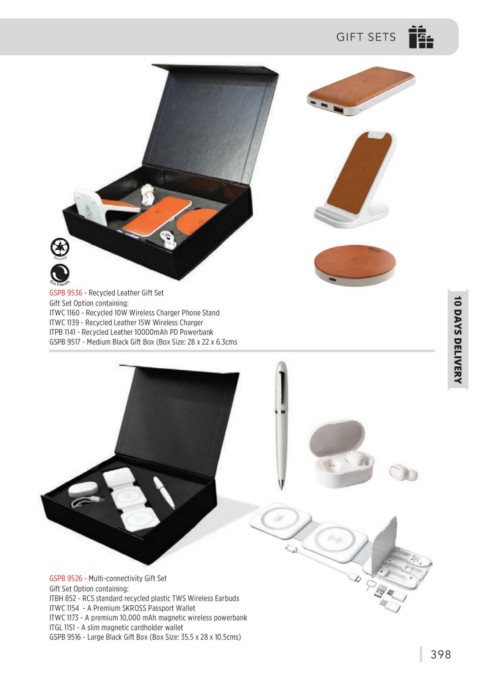 GIFT SETS
GSPB 9536 - Recycled Leather Gift Set
Gift Set Option containing:
ITWC 1160 - Recycled 10W Wireless Charger Phone Stand
ITWC 1139 - Recycled Leather 15W Wireless Charger
ITPB 1141 - Recycled Leather 10000mAh PD Powerbank
GSPB 9517 - Medium Black Gift Box (Box Size: 28 x 22 x 6.3cms
10 DAYS DELIVERY
GSPB 9526 - Multi-connectivity Gift Set
Gift Set Option containing:
ITBH 852 - RCS standard recycled plastic TWS Wireless Earbuds
ITWC 1154 - A Premium SKROSS Passport Wallet
ITWC 1173 - A premium 10,000 mAh magnetic wireless powerbank
ITGL 1151 - A slim magnetic cardholder wallet
GSPB 9516 - Large Black Gift Box (Box Size: 35.5 x 28 x 10.5cms)
398